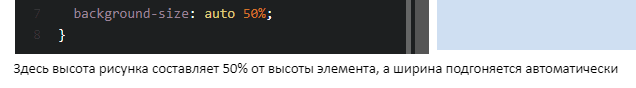 7 background-size: auto 50%;
8 }
Здесь высота рисунка составляет 50% от высоты элемента, а ширина подгоняется автоматически